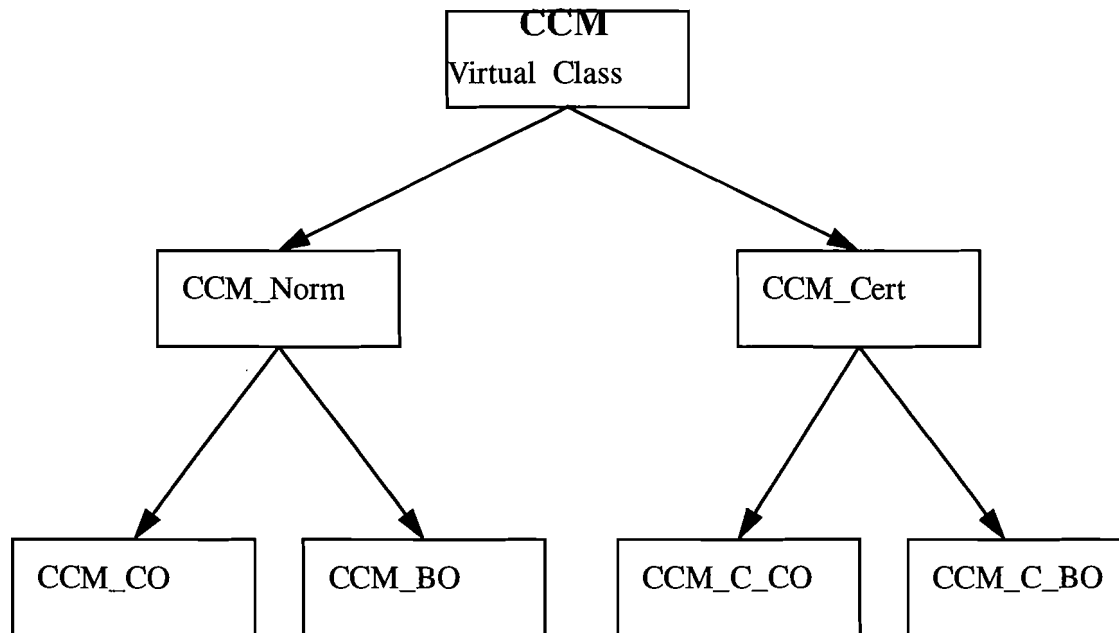 CCM
Virtual Class
CCM_Norm
CCM_Cert
CCM_CO
CCM_BO
CCM_C_CO
CCM_C_BO